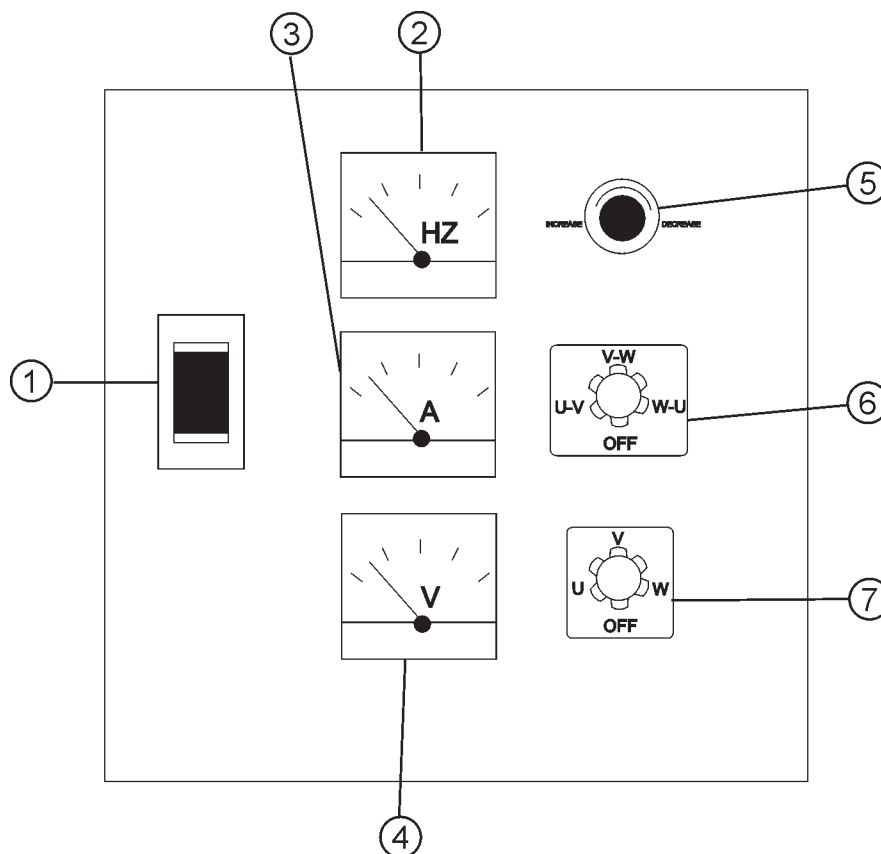 3
2
HZ
5
INCREASE DECREASE
1
A
V-W
U-V W-U
OFF
6
V
V
U W
OFF
7
4